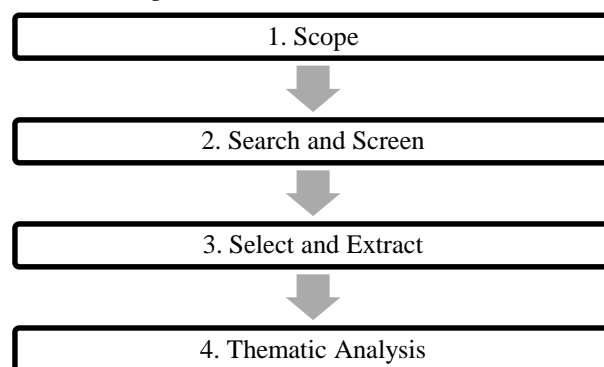 1. Scope
2. Search and Screen
3. Select and Extract
4. Thematic Analysis